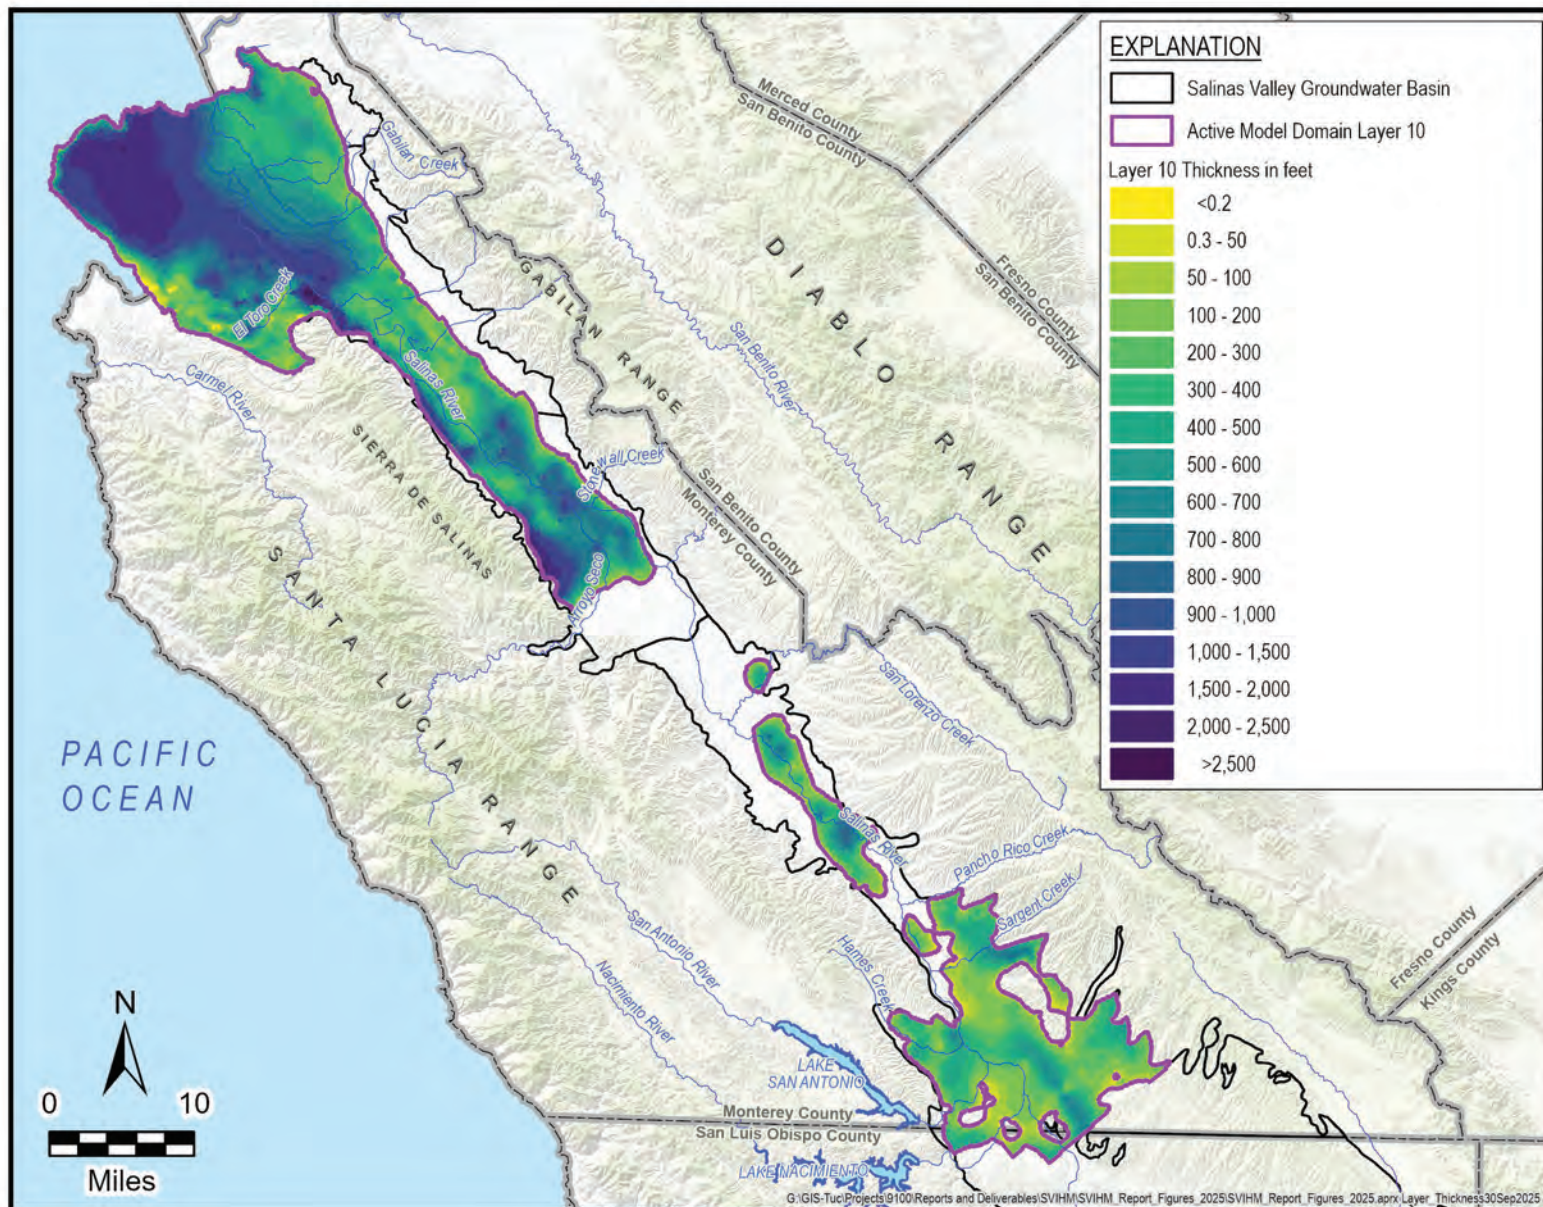 EXPLANATION
Salinas Valley Groundwater Basin
Active Model Domain Layer 10
Layer 10 Thickness in feet
<0.2
0.3 - 50
50 - 100
100 - 200
200 - 300
300 - 400
400 - 500
500 - 600
600 - 700
700 - 800
800 - 900
900 - 1,000
1,000 - 1,500
1,500 - 2,000
2,000 - 2,500
>2,500
Merced County
San Benito County
Fresno County
San Benito County
Gabilan Creek
GABILAN RANGE
DIABLO RANGE
San Benito River
El Toro Creek
Carmel River
Salinas River
SIERRA DE SALINAS
Stonewall Creek
San Benito County
Monterey County
Arroyo Seco
SANTA LUCIA RANGE
San Lorenzo Creek
PACIFIC
OCEAN
Salinas River
Pancho Rico Creek
Sargent Creek
Hames Creek
San Antonio River
Nacimiento River
Fresno County
Kings County
N
0 10
Miles
LAKE
SAN ANTONIO
Monterey County
San Luis Obispo County
LAKE NACIMIENTO
G:\GIS-Tuc\Projects\9100\Reports and Deliverables\SVIHM\SVIHM_Report_Figures_2025\SVIHM_Report_Figures_2025.aprx Layer_Thickness30Sep2025